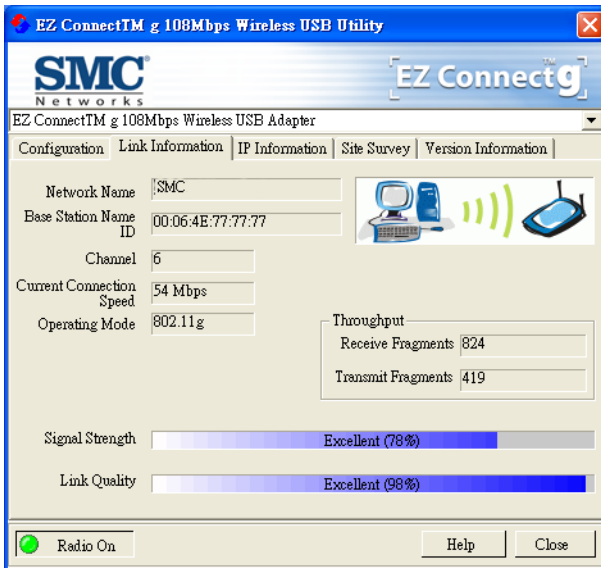 EZ ConnectTM g 108Mbps Wireless USB Utility
SMC®
Networks
EZ Connect™ g
EZ ConnectTM g 108Mbps Wireless USB Adapter
Configuration Link Information IP Information Site Survey Version Information
Network Name SMC
Base Station Name
ID 00:06:4E:77:77:77
Channel 6
Current Connection
Speed 54 Mbps
Operating Mode 802.11g
Throughput
Receive Fragments 824
Transmit Fragments 419
Signal Strength Excellent (78%)
Link Quality Excellent (98%)
Radio On Help Close